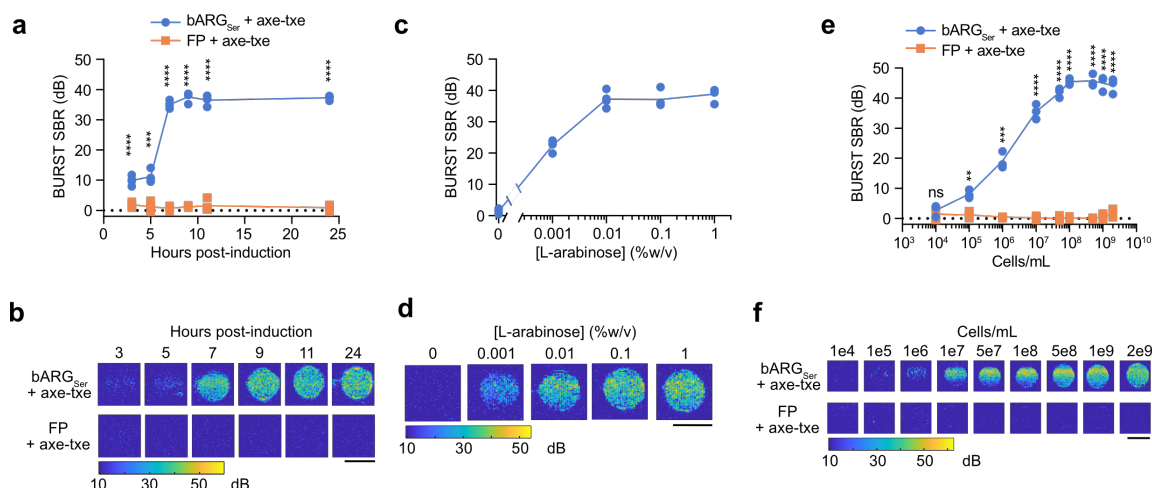 a
bARGSer + axe-txe
FP + axe-txe
BURST SBR (dB)
50
40
30
20
10
0
****
***
****
****
****
****
0
5
10
15
20
25
Hours post-induction
c
BURST SBR (dB)
50
40
30
20
10
0
0
0.001
0.01
0.1
1
[L-arabinose] (%w/v)
e
bARGSer + axe-txe
FP + axe-txe
BURST SBR (dB)
50
40
30
20
10
0
ns
**
***
****
****
****
****
****
****
10³
10⁴
10⁵
10⁶
10⁷
10⁸
10⁹
10¹⁰
Cells/mL
b
Hours post-induction
3 5 7 9 11 24
bARGSer
+ axe-txe
FP
+ axe-txe
10 30 50 dB
d
[L-arabinose] (%w/v)
0 0.001 0.01 0.1 1
10 30 50 dB
f
Cells/mL
1e4 1e5 1e6 1e7 5e7 1e8 5e8 1e9 2e9
bARGSer
+ axe-txe
FP
+ axe-txe
10 30 50 dB